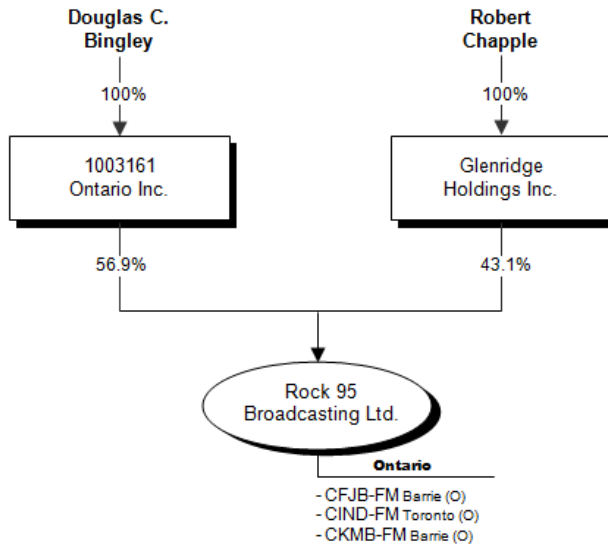 Douglas C.
Bingley
Robert
Chapple
100%
100%
1003161
Ontario Inc.
Glenridge
Holdings Inc.
56.9%
43.1%
Rock 95
Broadcasting Ltd.
Ontario
- CFJB-FM Barrie (O)
- CIND-FM Toronto (O)
- CKMB-FM Barrie (O)